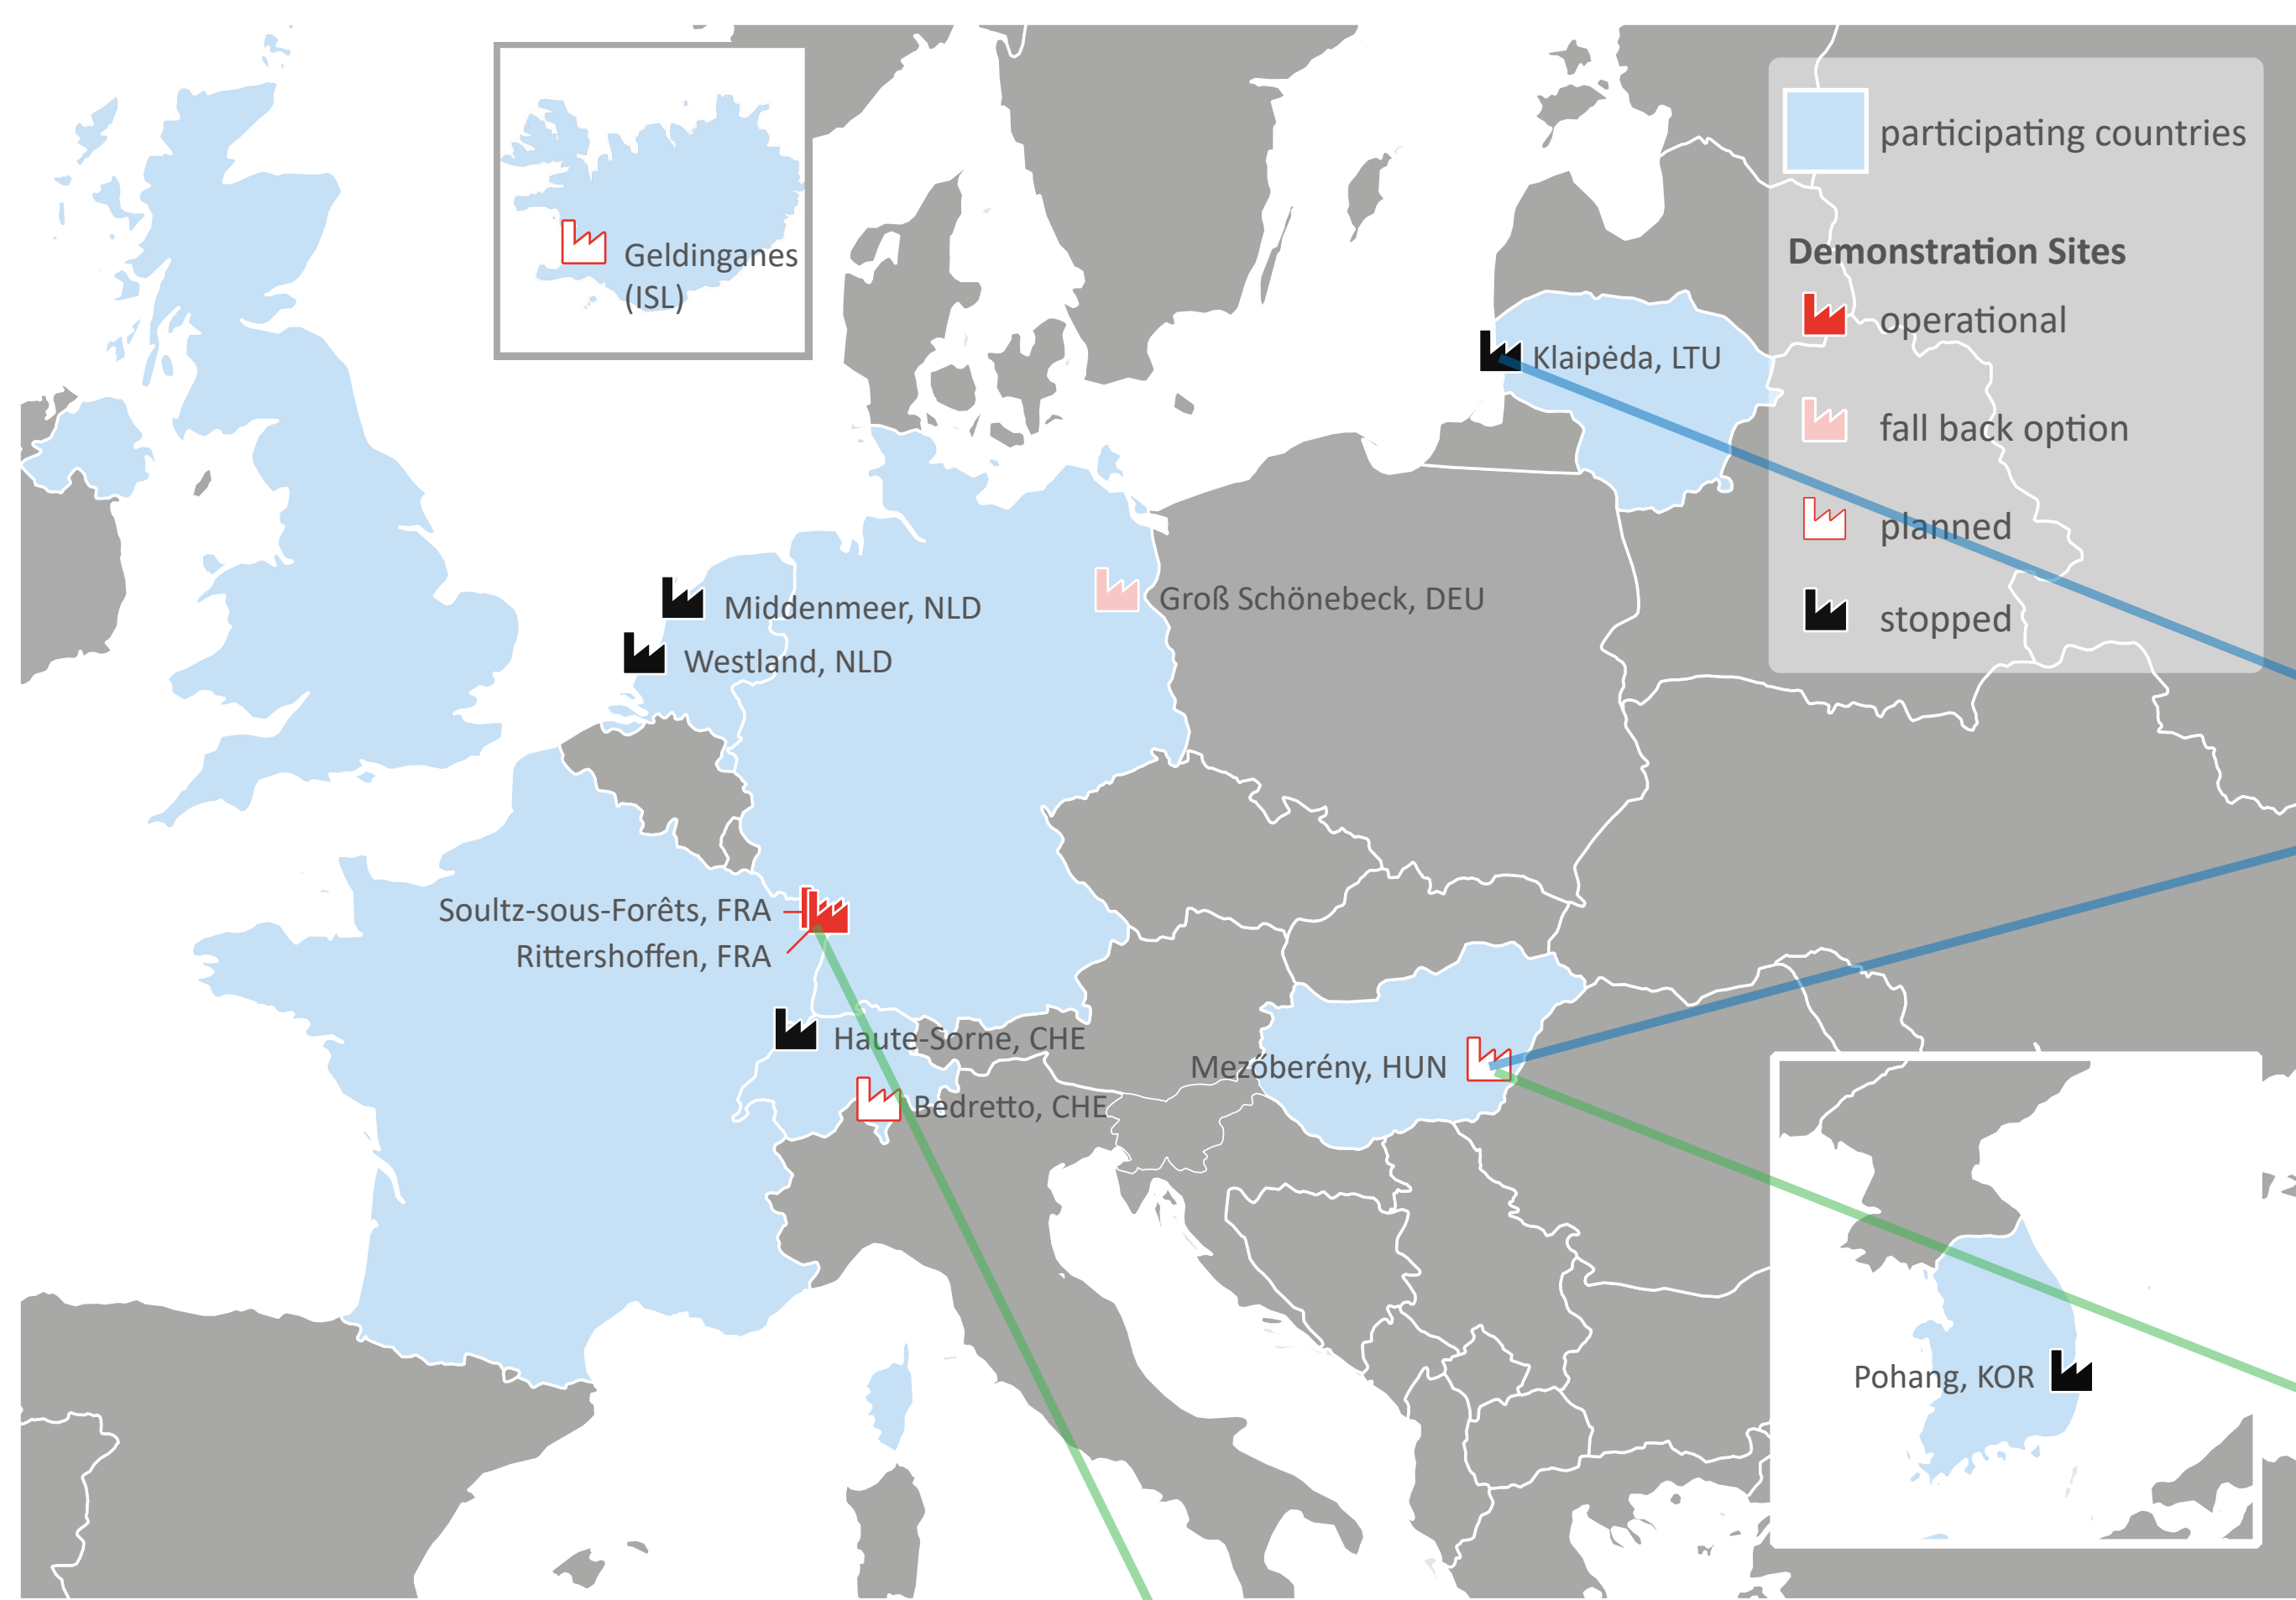 participating countries
Demonstration Sites
operational
fall back option
planned
stopped
Geldinganes
(ISL)
Klaipėda, LTU
Middenmeer, NLD
Groß Schönebeck, DEU
Westland, NLD
Soultz-sous-Forêts, FRA
Rittershoffen, FRA
Haute-Sorne, CHE
Mezőberény, HUN
Bedretto, CHE
Pohang, KOR